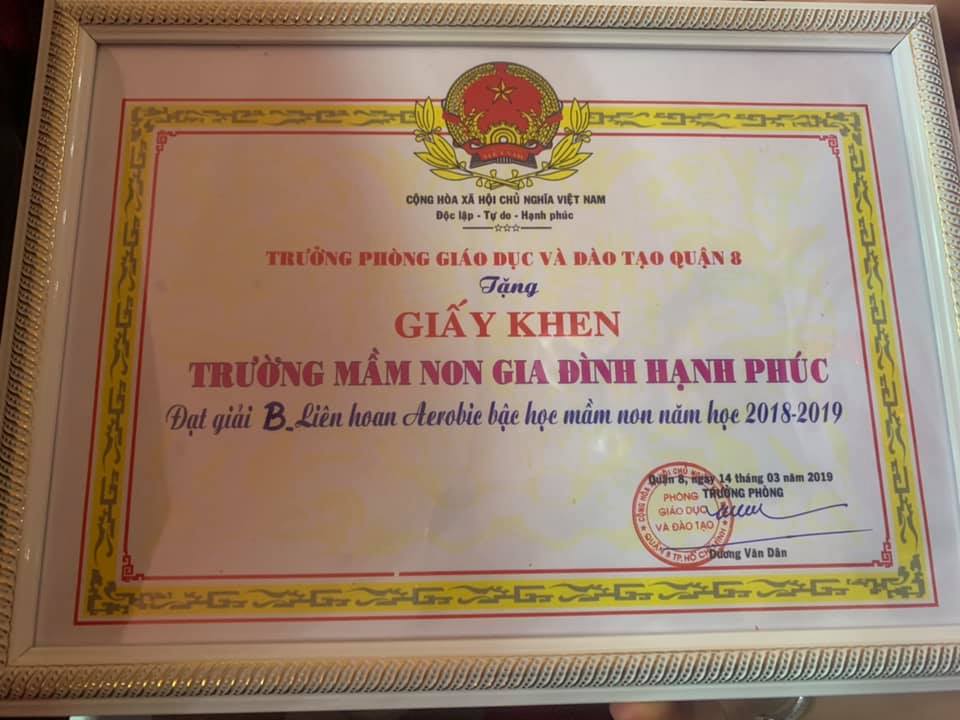 VIỆT NAM
CỘNG HÒA XÃ HỘI CHỦ NGHĨA VIỆT NAM
Độc lập - Tự do - Hạnh phúc
TRƯỞNG PHÒNG GIÁO DỤC VÀ ĐÀO TẠO QUẬN 8
Tặng
GIẤY KHEN
TRƯỜNG MẦM NON GIA ĐÌNH HẠNH PHÚC
Đạt giải B_Liên hoan Aerobic bậc học mầm non năm học 2018-2019
Quận 8, ngày 14 tháng 03 năm 2019
TRƯỞNG PHÒNG
PHÒNG
GIÁO DỤC
VÀ ĐÀO TẠO
Dương Văn Dân